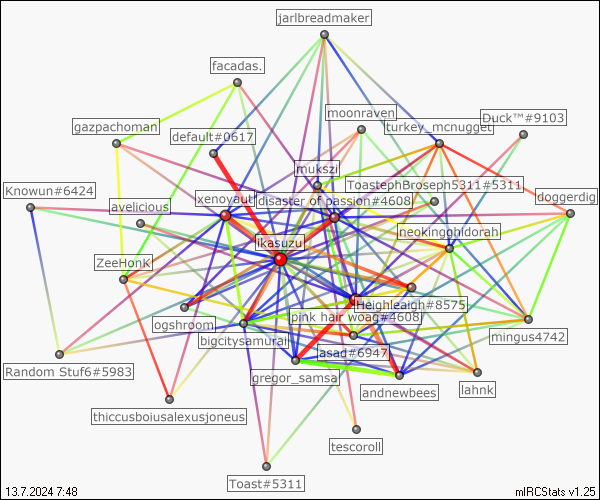 jarlbreadmaker
facadas.
moonraven
Duck™#9103
gazpachoman
default#0617
turkey_mcnugget
mukszi
ToastephBroseph5311#5311
Knowun#6424
xenoyaut
disaster of passion#4608
doggerdig
avelicious
neokingghidorah
ikasuzu
ZeeHonK
Heighleigh#8575
ogshroom
pink hair woag#4608
bigcitysamurai
mingus4742
asad#6947
Random Stuf6#5983
gregor_samsa
andnewbees
lahnk
thiccusboiusalexusjoneus
tescoroll
Toast#5311
13.7.2024 7:48
mIRCStats v1.25